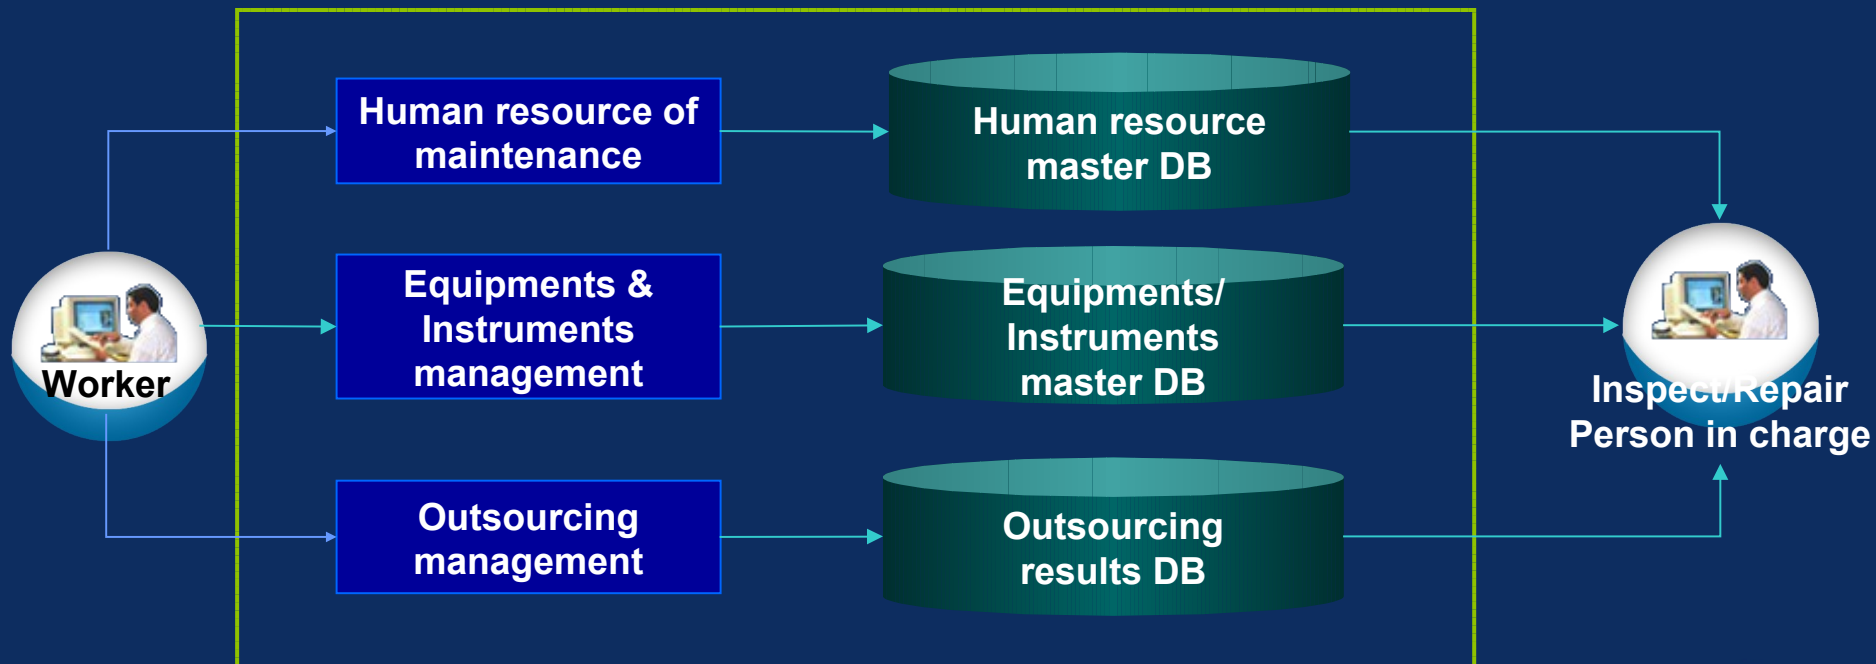 Human resource of
maintenance
Human resource
master DB
Worker
Equipments &
Instruments
management
Equipments/
Instruments
master DB
Inspect/Repair
Person in charge
Outsourcing
management
Outsourcing
results DB